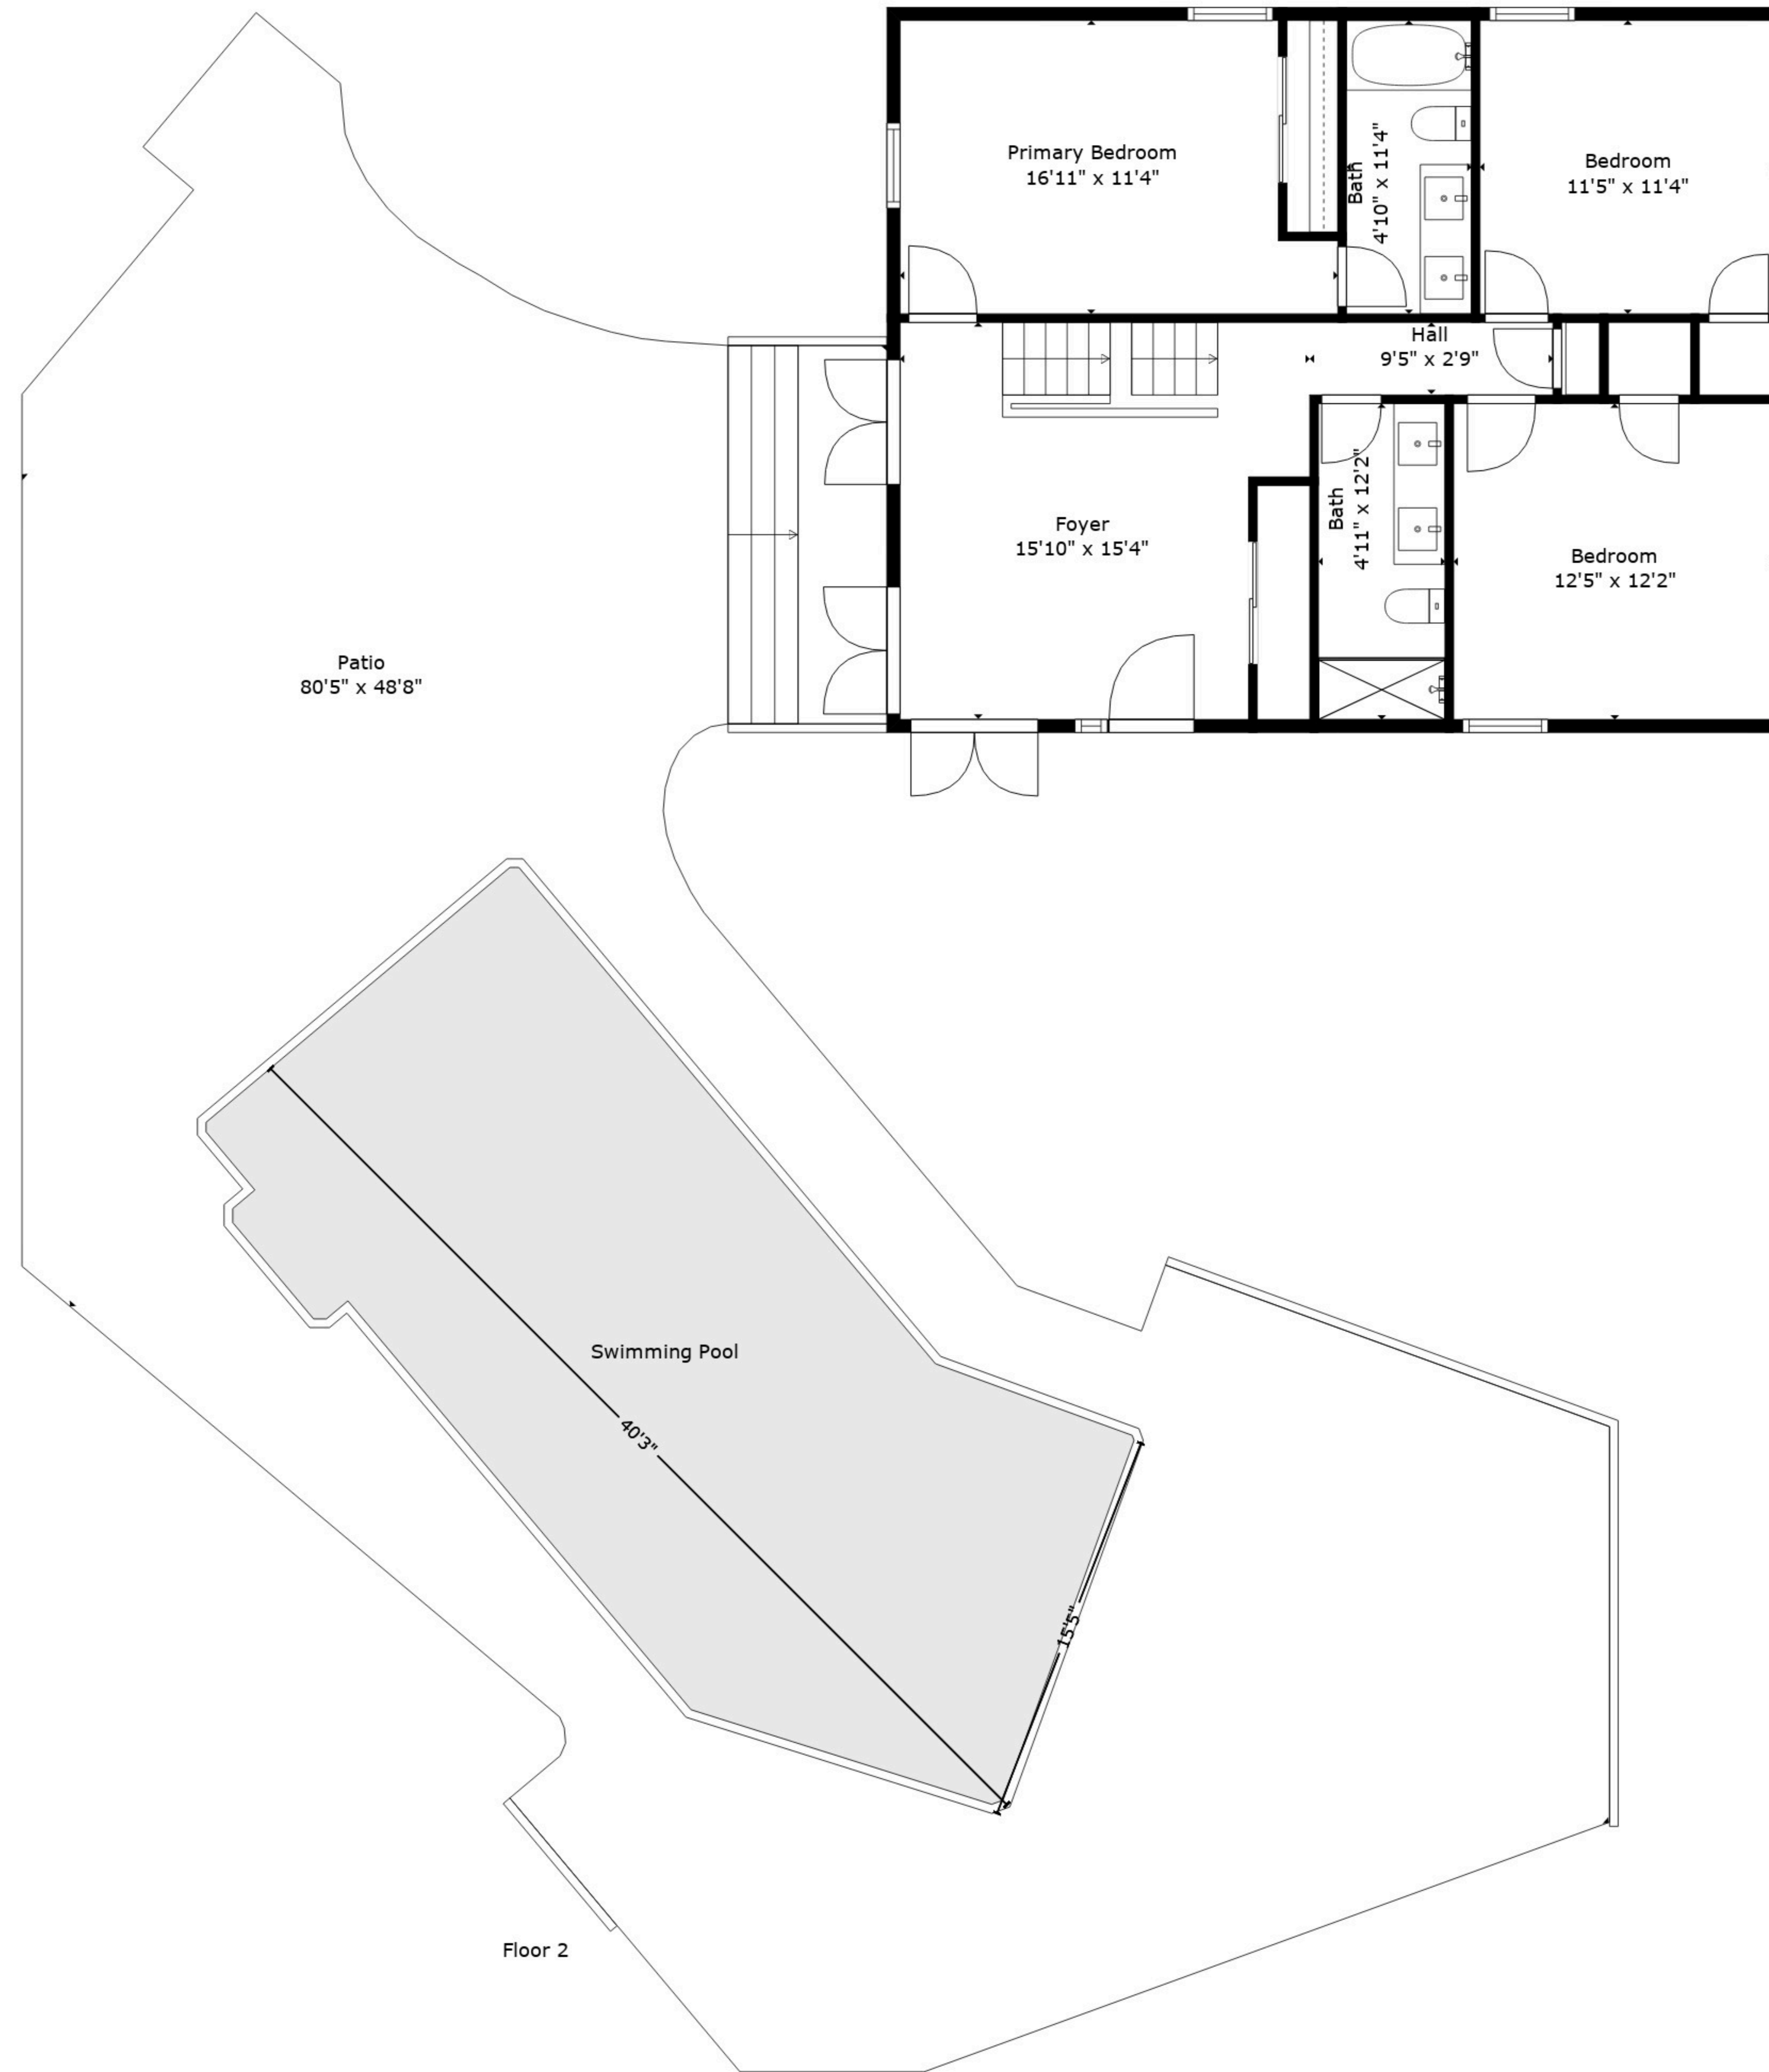 Primary Bedroom
16'11" x 11'4"
Bath
4'10" x 11'4"
Bedroom
11'5" x 11'4"
Hall
9'5" x 2'9"
Foyer
15'10" x 15'4"
Bath
4'11" x 12'2"
Bedroom
12'5" x 12'2"
Patio
80'5" x 48'8"
Swimming Pool
40'3"
15'5"
Floor 2